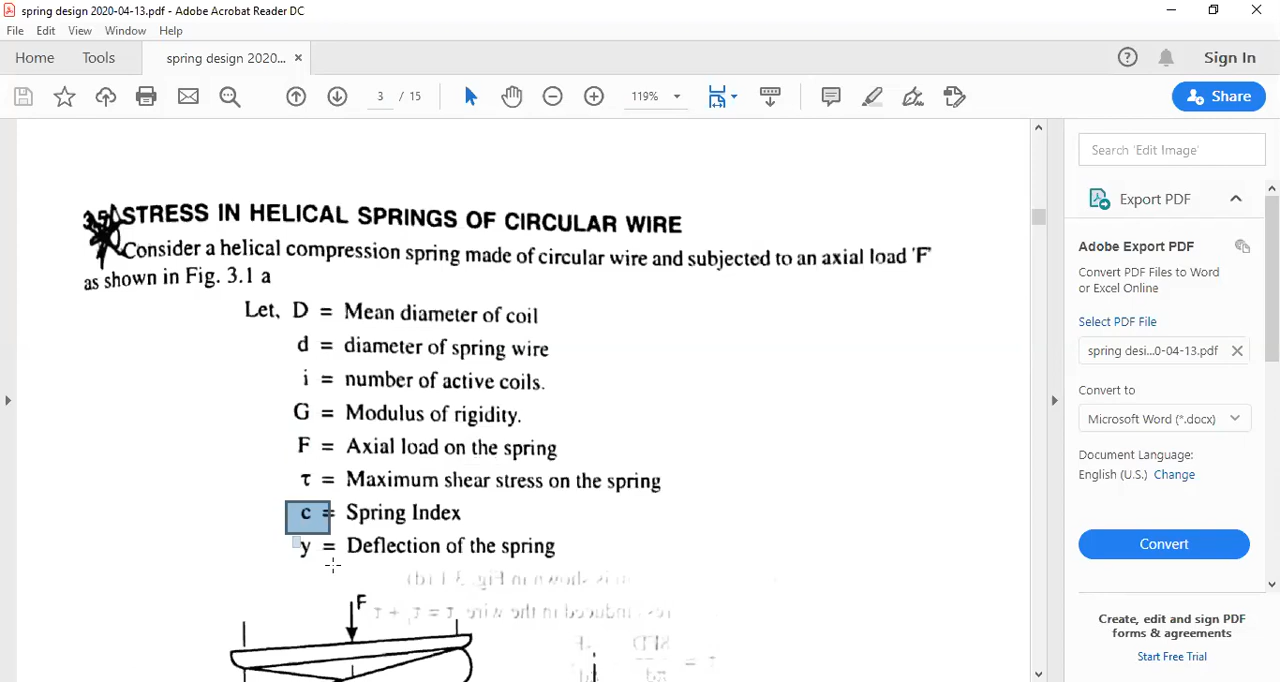 spring design 2020-04-13.pdf - Adobe Acrobat Reader DC
File Edit View Window Help
Home Tools spring design 2020... × Sign In
3 / 15 119% Share
STRESS IN HELICAL SPRINGS OF CIRCULAR WIRE
Consider a helical compression spring made of circular wire and subjected to an axial load 'F'
as shown in Fig. 3.1 a
Let, D = Mean diameter of coil
d = diameter of spring wire
i = number of active coils.
G = Modulus of rigidity.
F = Axial load on the spring
τ = Maximum shear stress on the spring
c = Spring Index
y = Deflection of the spring
F
Search 'Edit Image'
Export PDF
Adobe Export PDF
Convert PDF Files to Word
or Excel Online
Select PDF File
spring desi...0-04-13.pdf
Convert to
Microsoft Word (*.docx)
Document Language:
English (U.S.) Change
Convert
Create, edit and sign PDF
forms & agreements
Start Free Trial